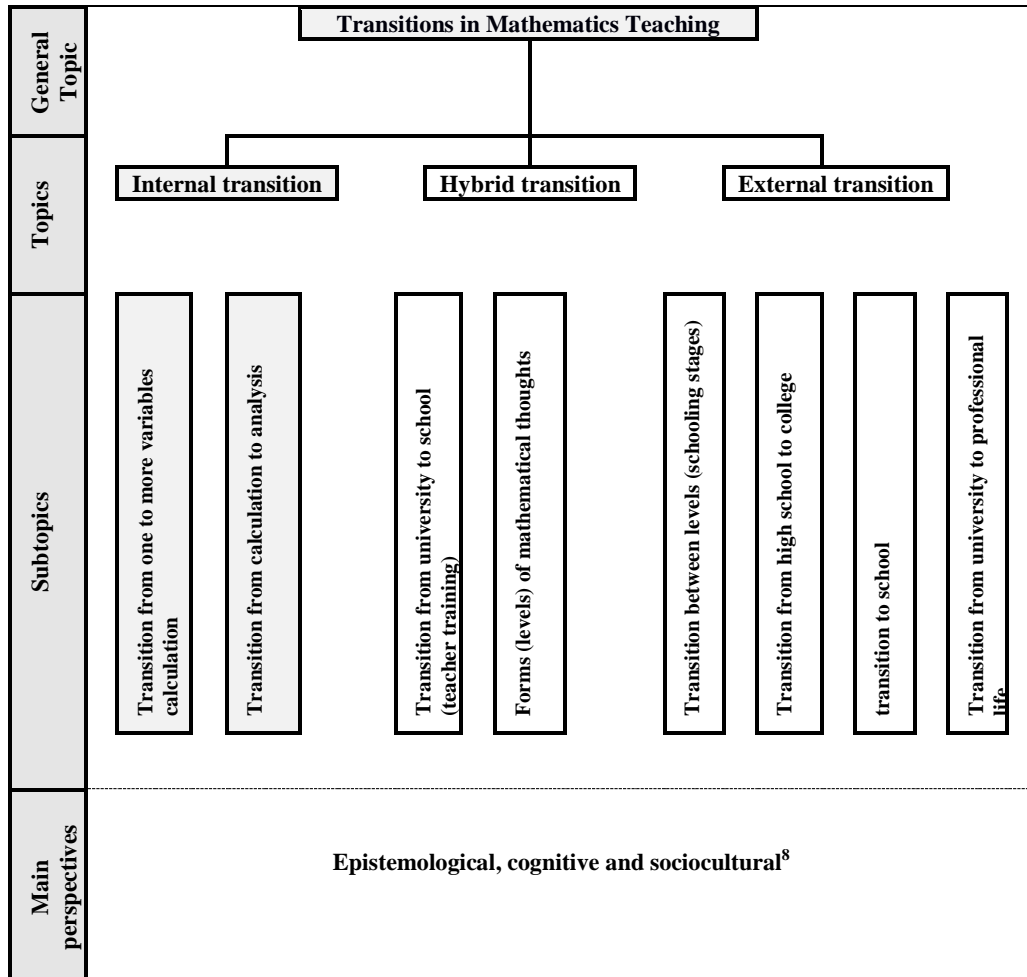 Transitions in Mathematics Teaching
General
Topic
Topics
Internal transition
Hybrid transition
External transition
Subtopics
Transition from one to more variables
calculation
Transition from calculation to analysis
Transition from university to school
(teacher training)
Forms (levels) of mathematical thoughts
Transition between levels (schooling stages)
Transition from high school to college
transition to school
Transition from university to professional
life
Main
perspectives
Epistemological, cognitive and sociocultural⁸